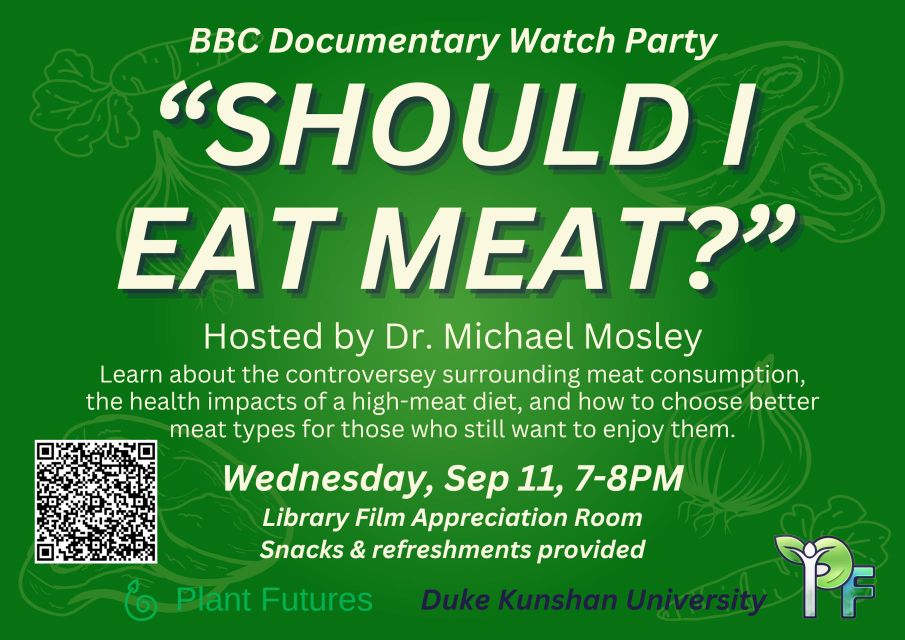 BBC Documentary Watch Party
“SHOULD I
EAT MEAT?”
Hosted by Dr. Michael Mosley
Learn about the controversey surrounding meat consumption,
the health impacts of a high-meat diet, and how to choose better
meat types for those who still want to enjoy them.
Wednesday, Sep 11, 7-8PM
Library Film Appreciation Room
Snacks & refreshments provided
Plant Futures
Duke Kunshan University
PF